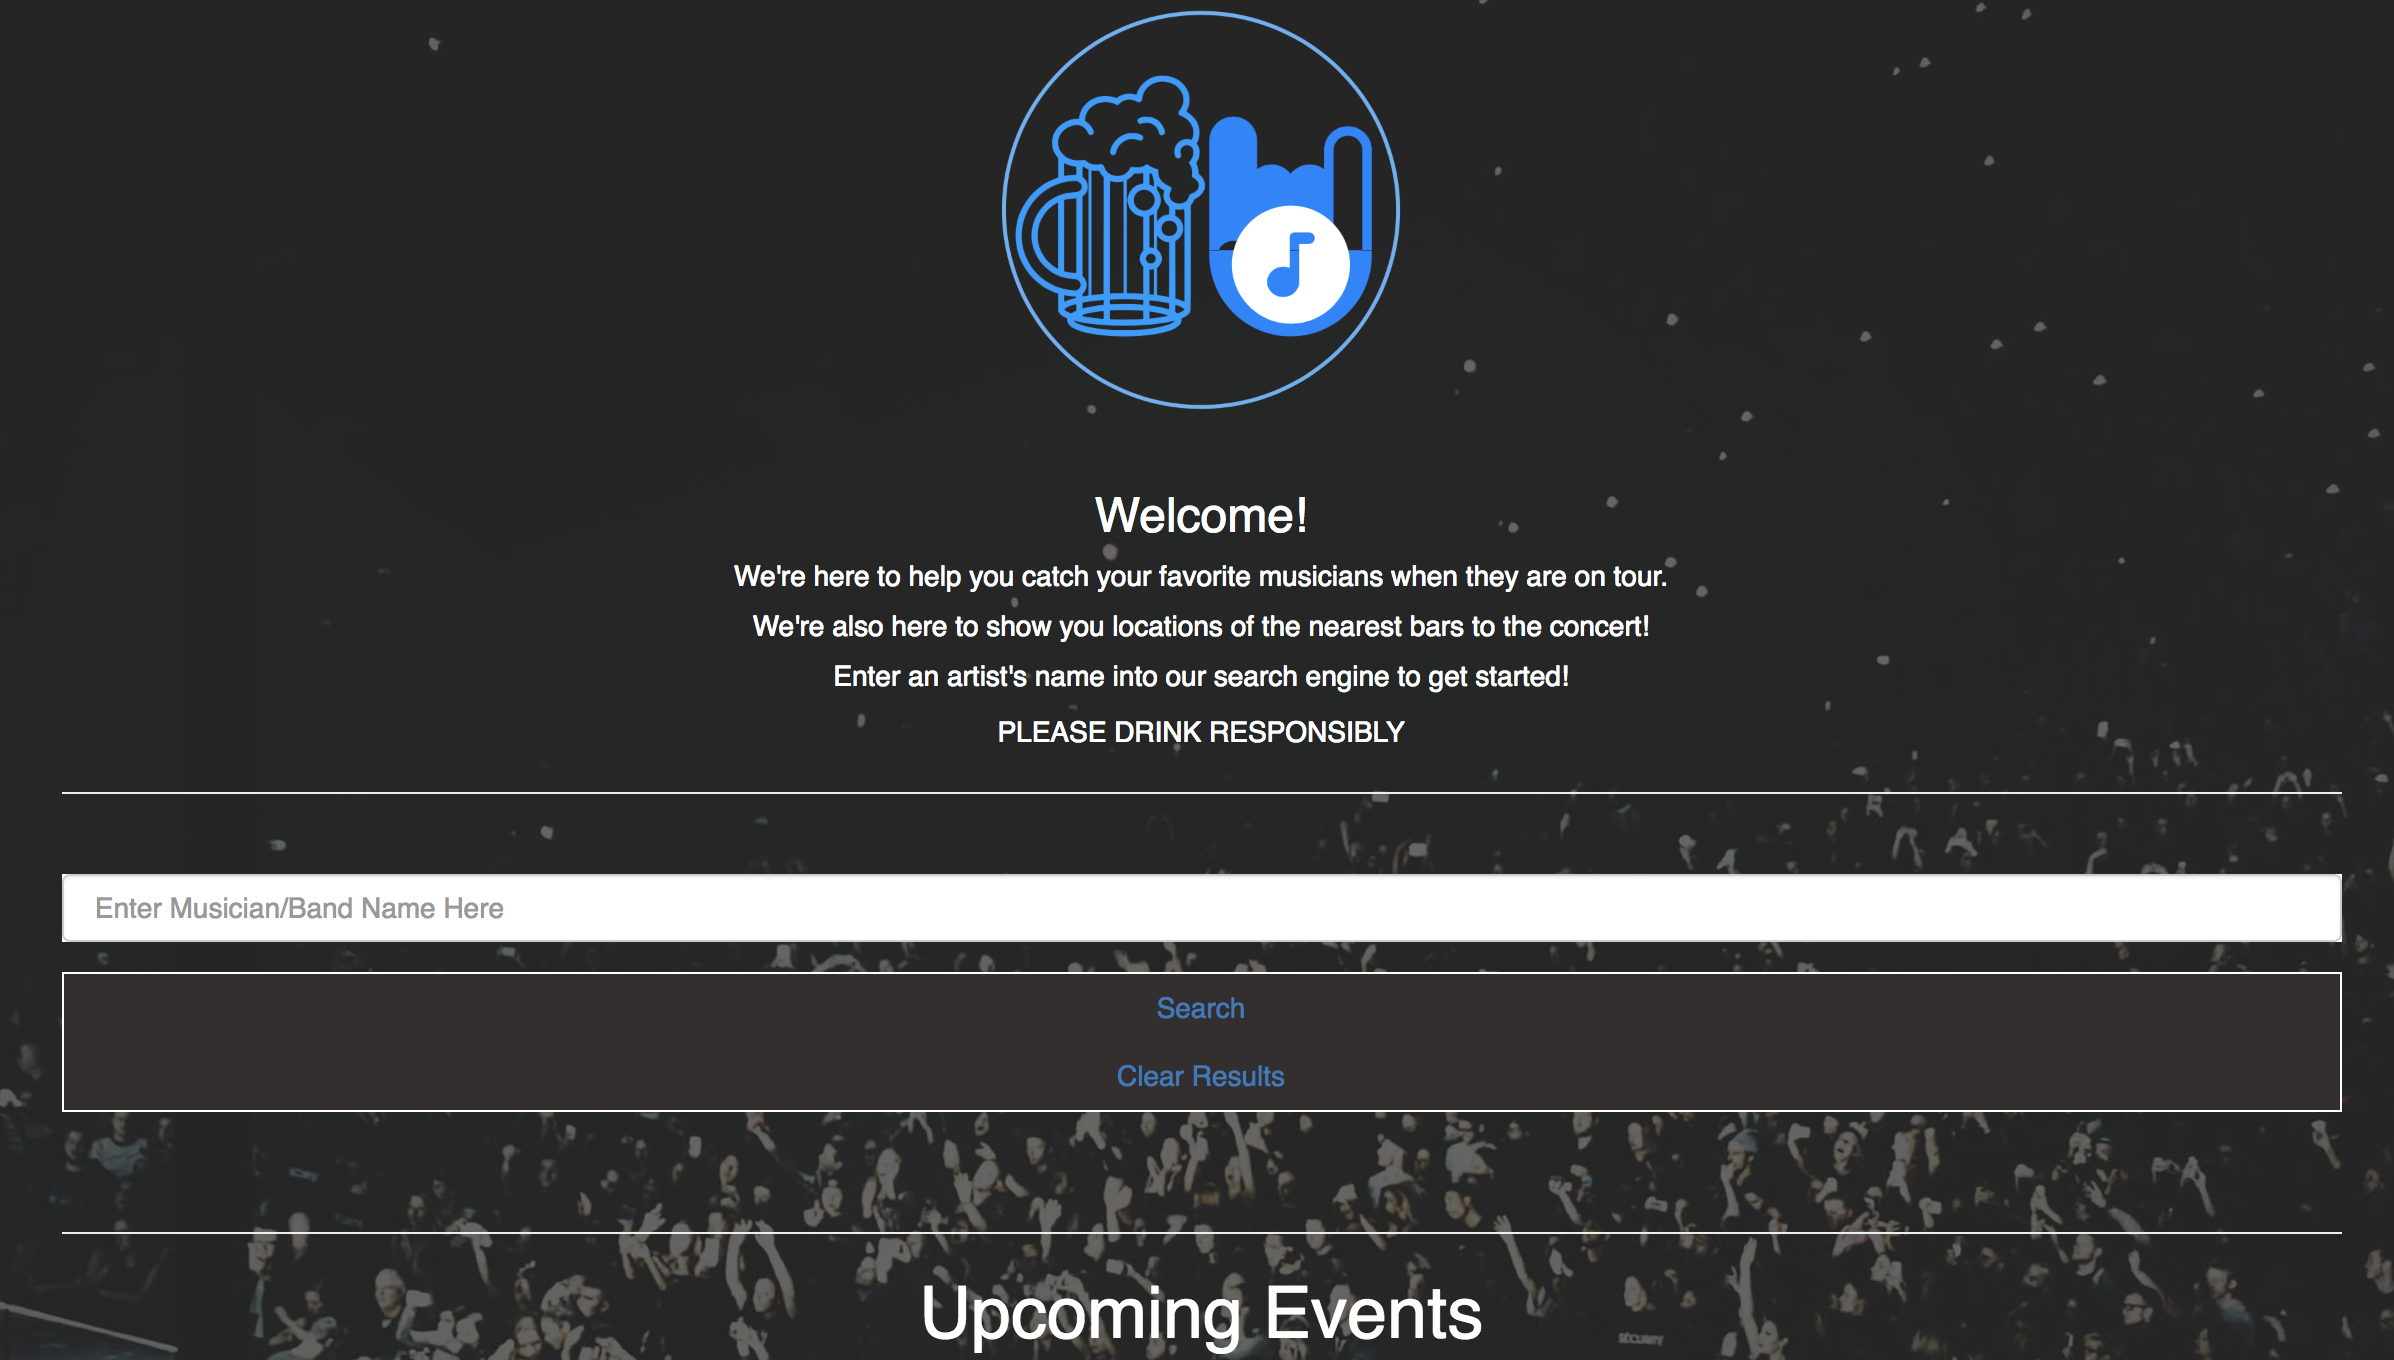 Welcome!
We're here to help you catch your favorite musicians when they are on tour.
We're also here to show you locations of the nearest bars to the concert!
Enter an artist's name into our search engine to get started!
PLEASE DRINK RESPONSIBLY
Enter Musician/Band Name Here
Search
Clear Results
Upcoming Events
SÉCURITÉ